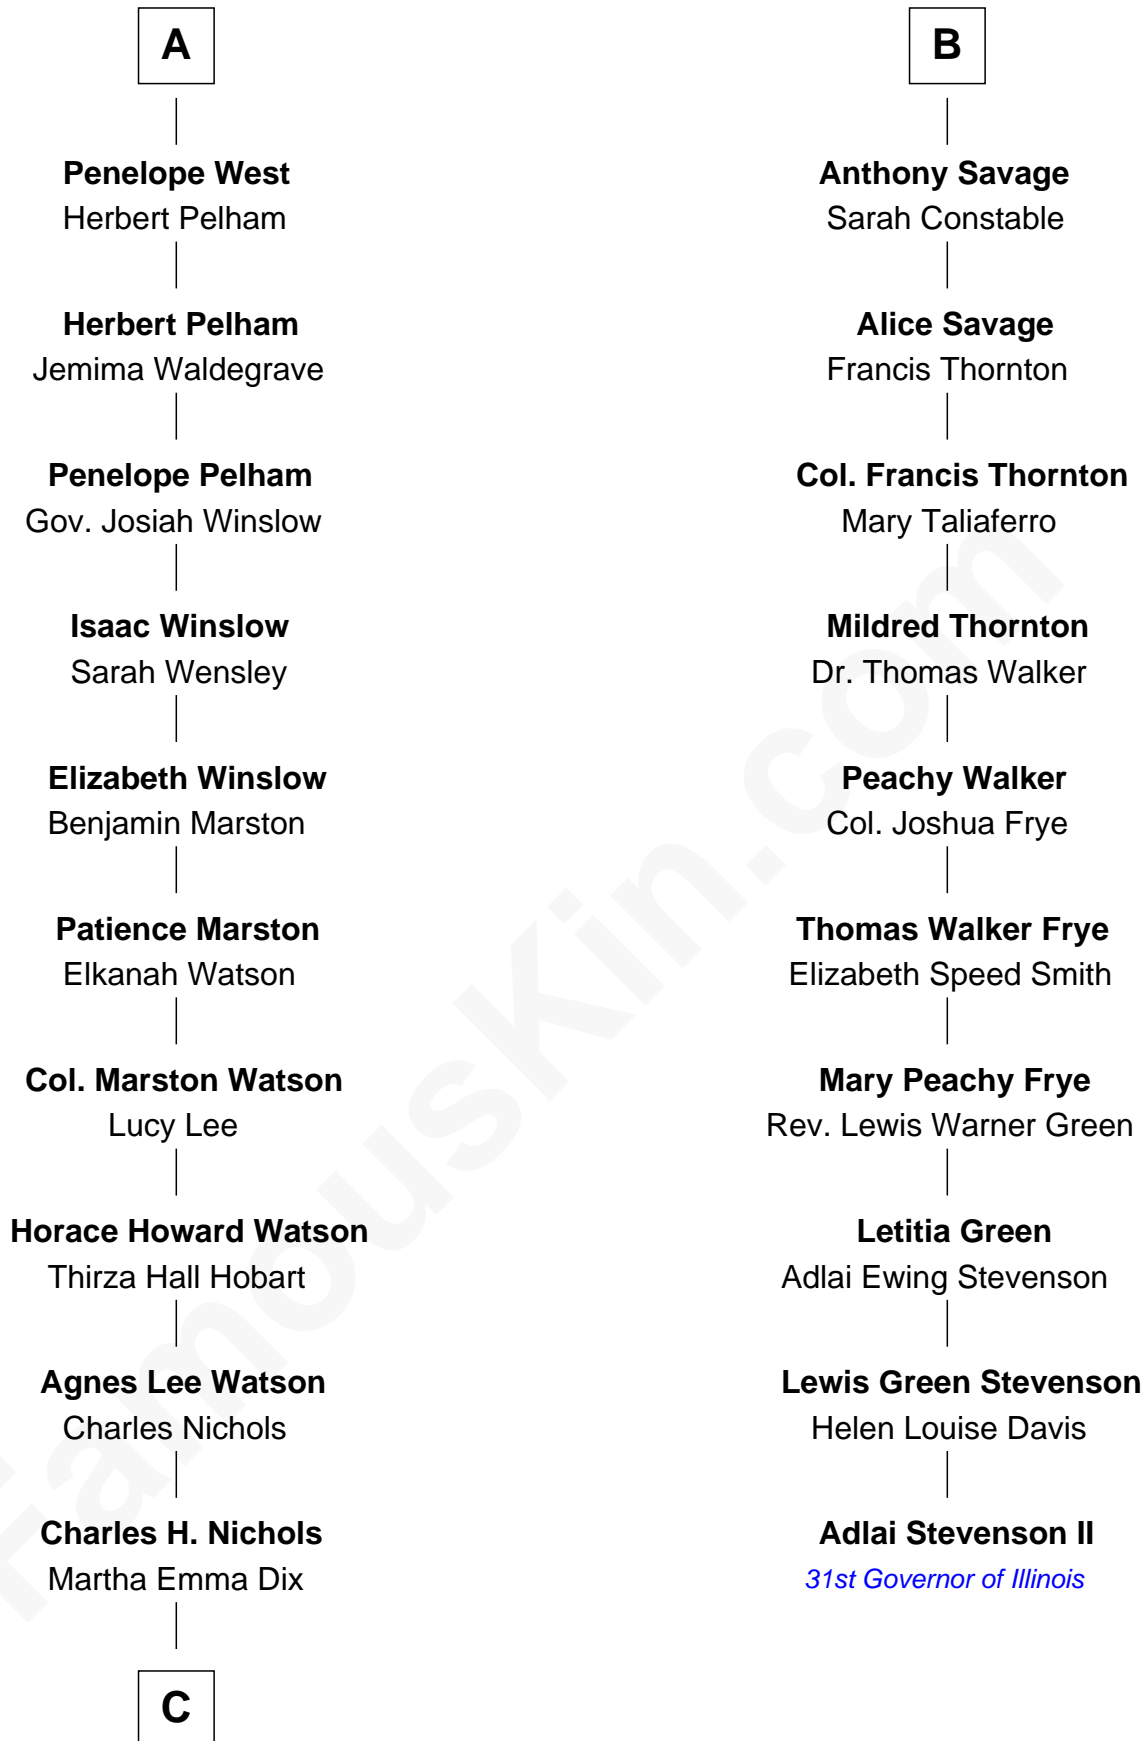 A
Penelope West
Herbert Pelham
Herbert Pelham
Jemima Waldegrave
Penelope Pelham
Gov. Josiah Winslow
Isaac Winslow
Sarah Wensley
Elizabeth Winslow
Benjamin Marston
Patience Marston
Elkanah Watson
Col. Marston Watson
Lucy Lee
Horace Howard Watson
Thirza Hall Hobart
Agnes Lee Watson
Charles Nichols
Charles H. Nichols
Martha Emma Dix
C
B
Anthony Savage
Sarah Constable
Alice Savage
Francis Thornton
Col. Francis Thornton
Mary Taliaferro
Mildred Thornton
Dr. Thomas Walker
Peachy Walker
Col. Joshua Frye
Thomas Walker Frye
Elizabeth Speed Smith
Mary Peachy Frye
Rev. Lewis Warner Green
Letitia Green
Adlai Ewing Stevenson
Lewis Green Stevenson
Helen Louise Davis
Adlai Stevenson II
31st Governor of Illinois
FamousKin.com